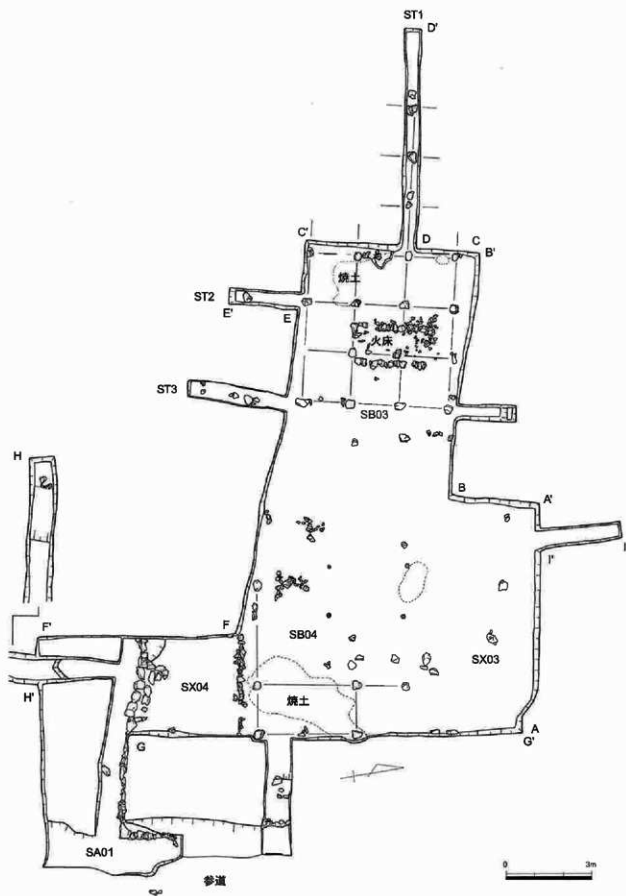 ST1
D'
C'
D
C
B'
焼土
ST2
E'
E
火床
ST3
SB03
H
B
A'
I
I'
F'
F
SB04
SX04
SX03
H'
焼土
A
G
G'
SA01
参道
0
3m